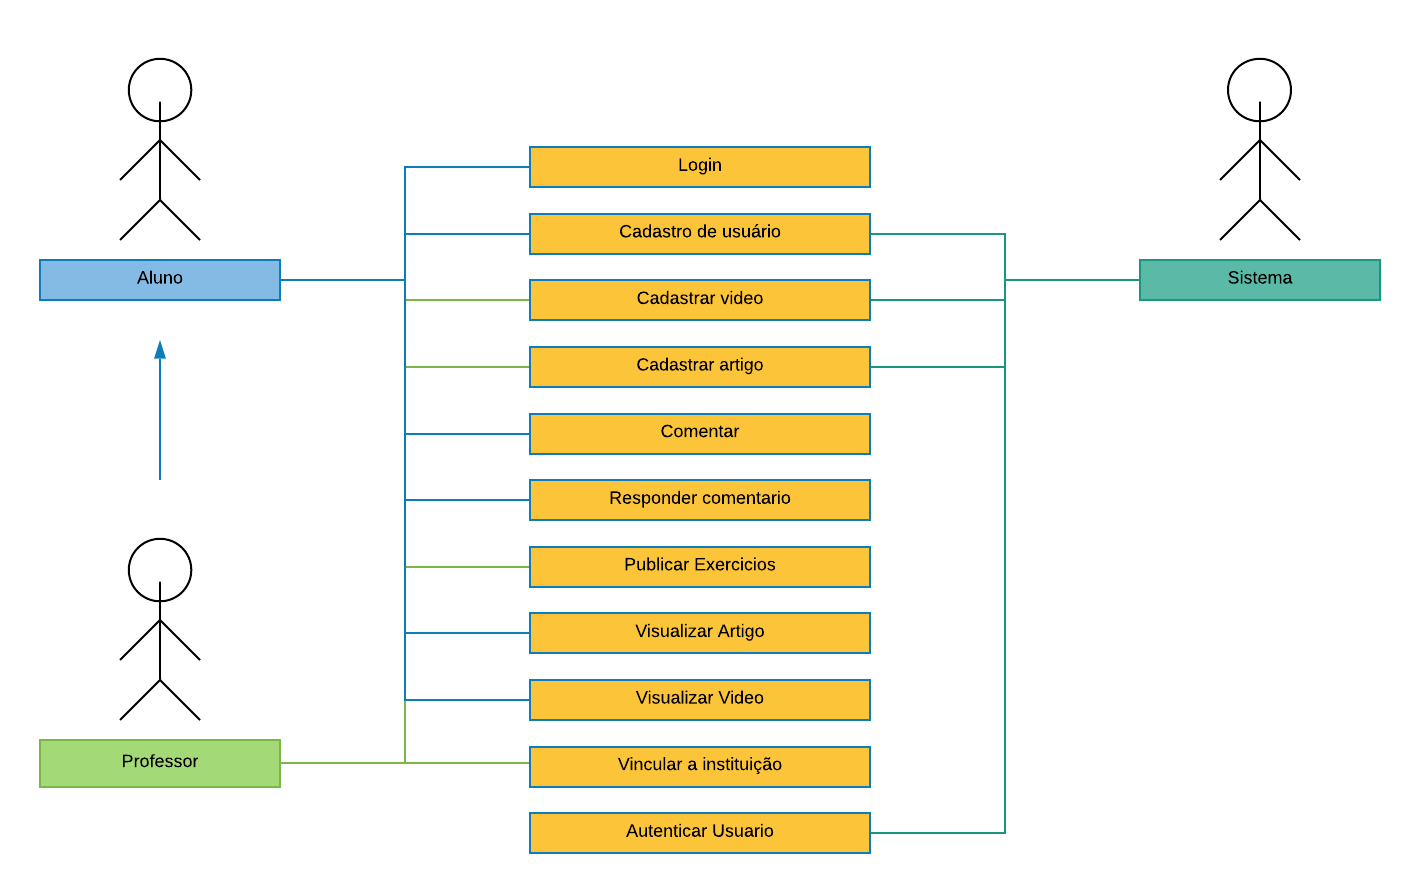 Login
Cadastro de usuário
Aluno
Sistema
Cadastrar video
Cadastrar artigo
Comentar
Responder comentario
Publicar Exercicios
Visualizar Artigo
Visualizar Video
Professor
Vincular a instituição
Autenticar Usuario